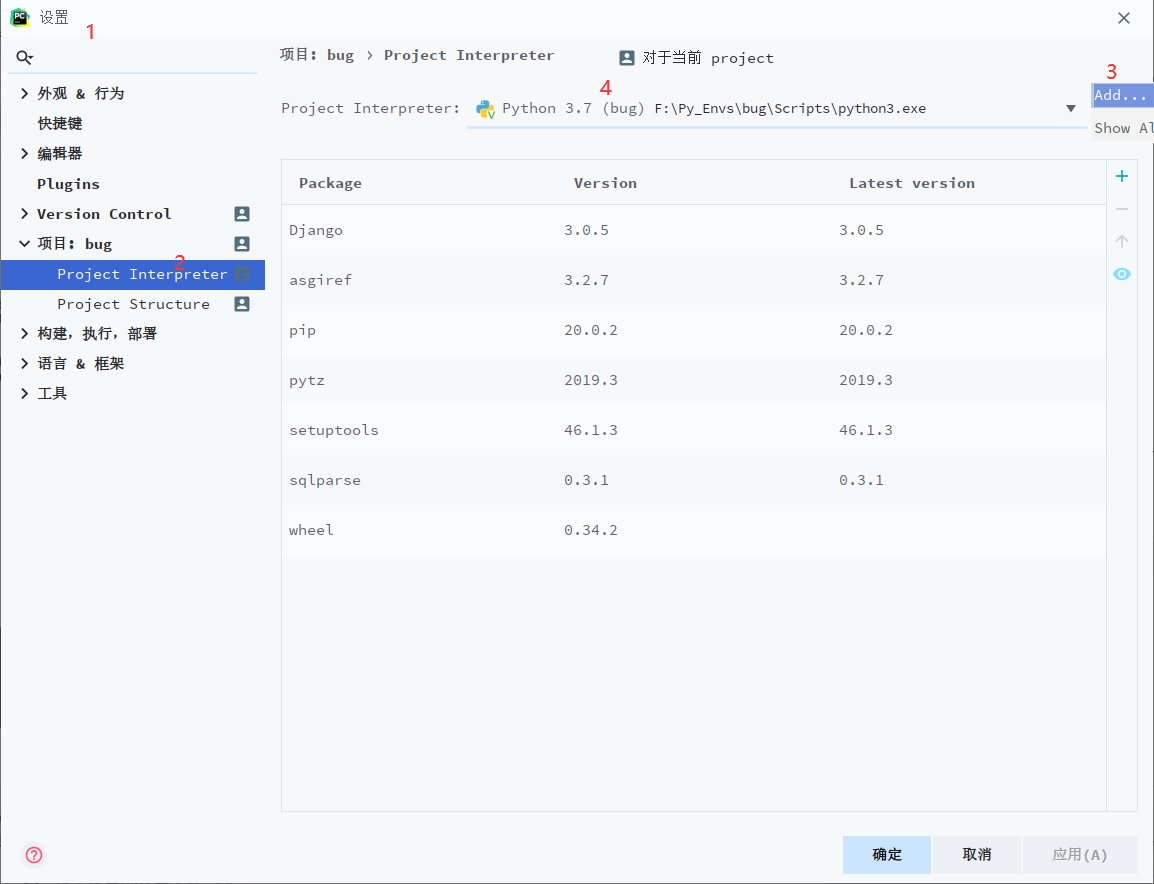 PC 设置
1
项目: bug > Project Interpreter 对于当前 project
外观 & 行为
快捷键
编辑器
Plugins
Version Control
项目: bug
2
Project Interpreter
Project Structure
构建, 执行, 部署
语言 & 框架
工具
4
Project Interpreter: Python 3.7 (bug) F:\Py_Envs\bug\Scripts\python3.exe
3
Add...
Show Al
Package Version Latest version
Django 3.0.5 3.0.5
asgiref 3.2.7 3.2.7
pip 20.0.2 20.0.2
pytz 2019.3 2019.3
setuptools 46.1.3 46.1.3
sqlparse 0.3.1 0.3.1
wheel 0.34.2
确定 取消 应用(A)